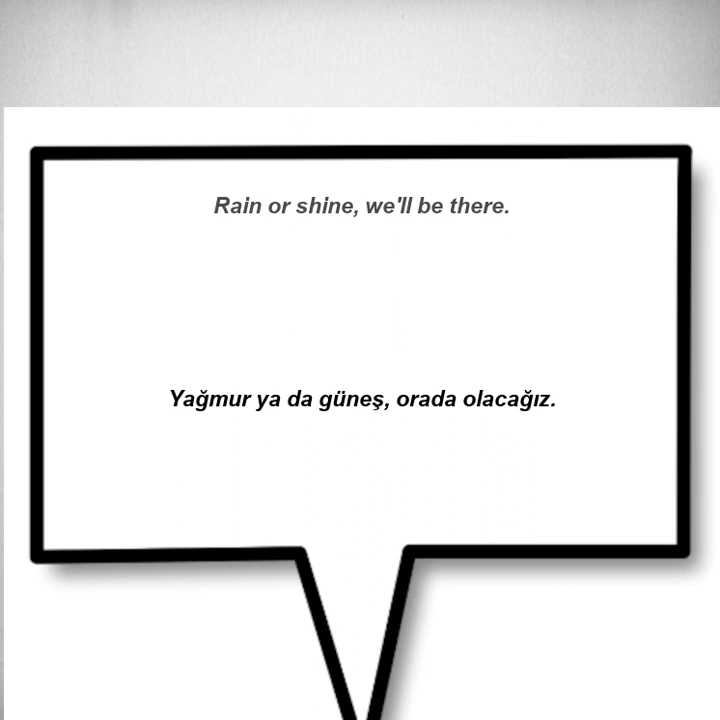 Rain or shine, we'll be there.
Yağmur ya da güneş, orada olacağız.